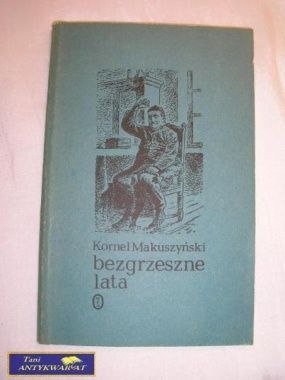 Kornel Makuszyński
bezgrzeszne
lata
Tani
ANTYKWARIAT